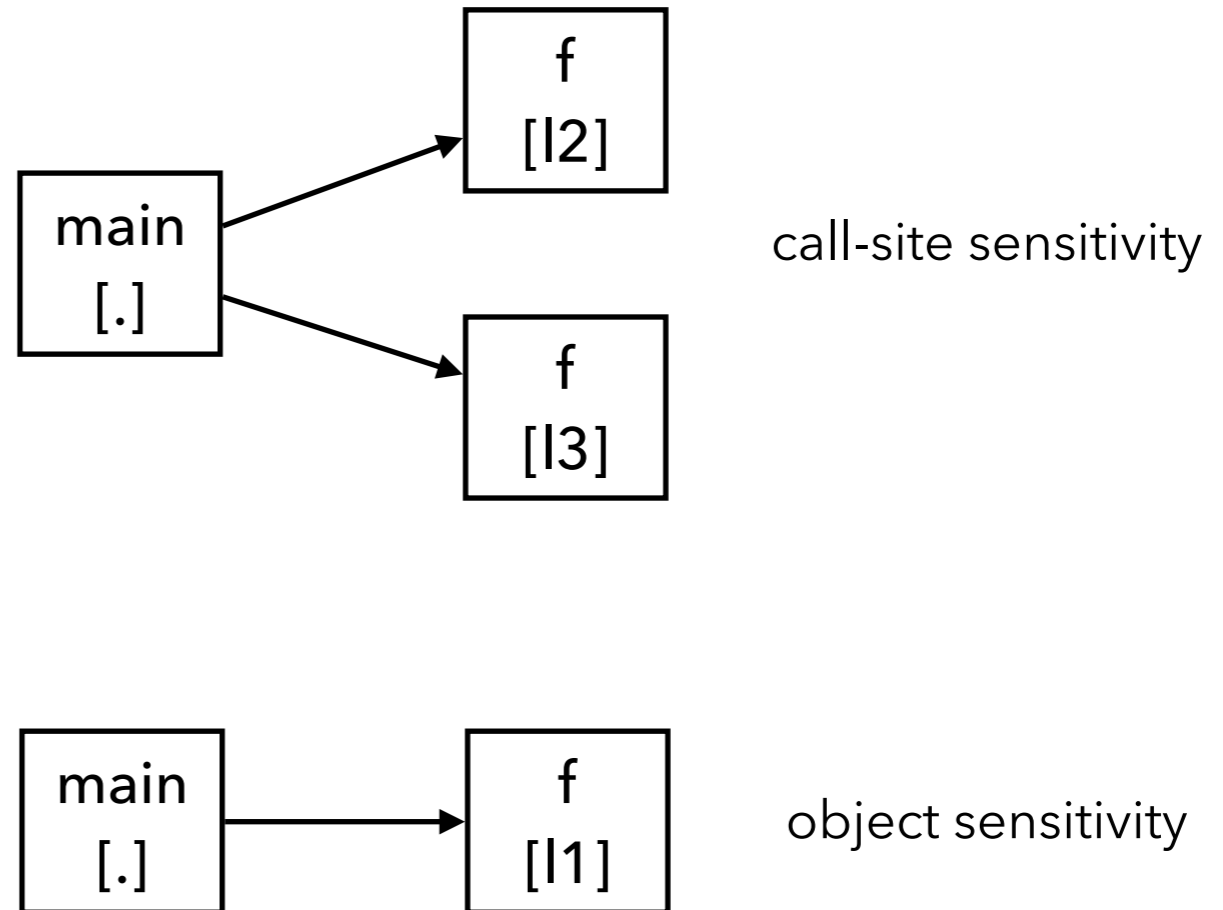 f
[l2]
main
[.]
call-site sensitivity
f
[l3]
main
[.]
f
[l1]
object sensitivity